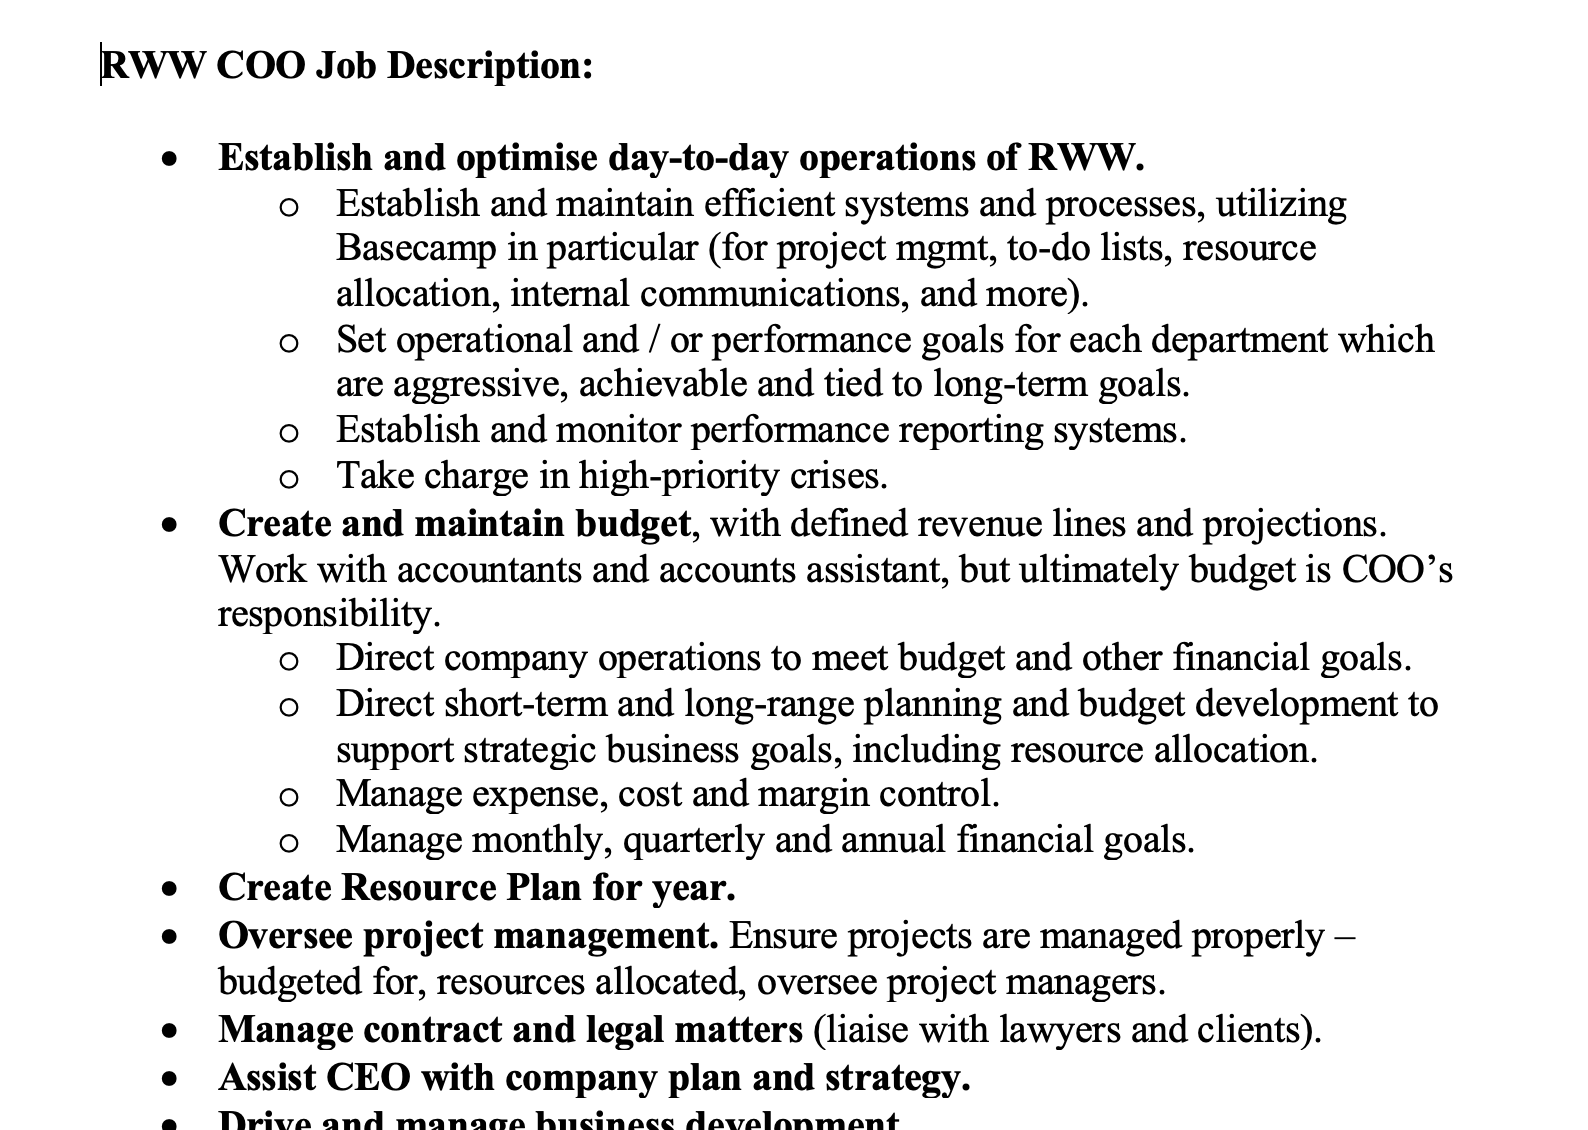 RWW COO Job Description:
• Establish and optimise day-to-day operations of RWW.
o Establish and maintain efficient systems and processes, utilizing
Basecamp in particular (for project mgmt, to-do lists, resource
allocation, internal communications, and more).
o Set operational and / or performance goals for each department which
are aggressive, achievable and tied to long-term goals.
o Establish and monitor performance reporting systems.
o Take charge in high-priority crises.
• Create and maintain budget, with defined revenue lines and projections.
Work with accountants and accounts assistant, but ultimately budget is COO’s
responsibility.
o Direct company operations to meet budget and other financial goals.
o Direct short-term and long-range planning and budget development to
support strategic business goals, including resource allocation.
o Manage expense, cost and margin control.
o Manage monthly, quarterly and annual financial goals.
• Create Resource Plan for year.
• Oversee project management. Ensure projects are managed properly –
budgeted for, resources allocated, oversee project managers.
• Manage contract and legal matters (liaise with lawyers and clients).
• Assist CEO with company plan and strategy.
• Drive and manage business development